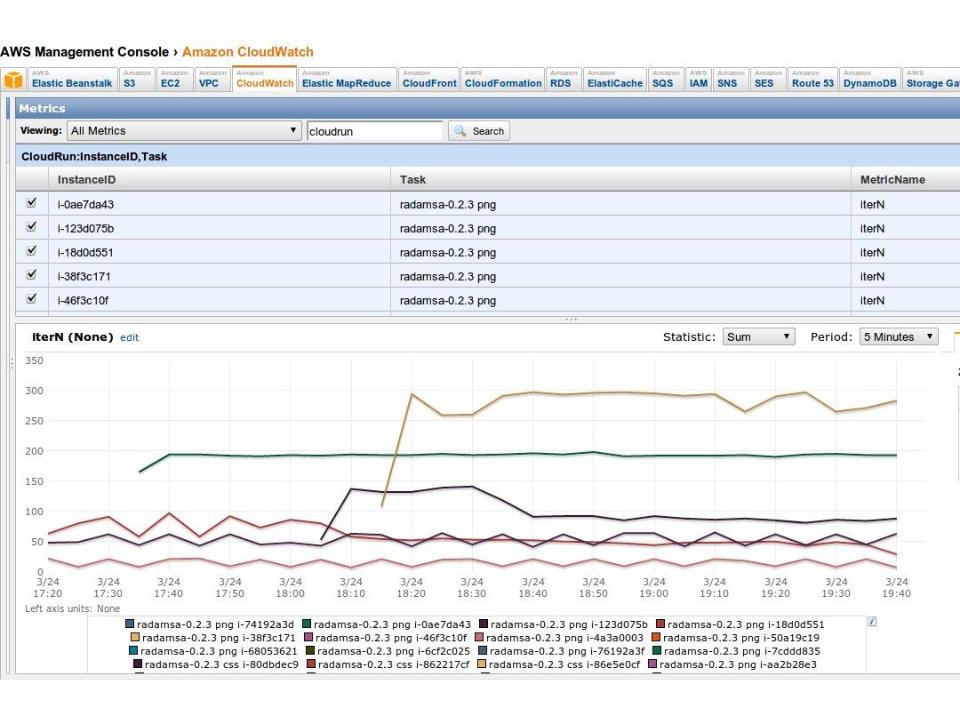 AWS Management Console › Amazon CloudWatch
AWS Amazon Amazon Amazon Amazon Amazon Amazon AWS Amazon Amazon Amazon AWS Amazon Amazon Amazon Amazon AWS
Elastic Beanstalk S3 EC2 VPC CloudWatch Elastic MapReduce CloudFront CloudFormation RDS ElastiCache SQS IAM SNS SES Route 53 DynamoDB Storage Ga
Metrics
Viewing: All Metrics cloudrun Search
CloudRun:InstanceID,Task
InstanceID Task MetricName
i-0ae7da43 radamsa-0.2.3 png iterN
i-123d075b radamsa-0.2.3 png iterN
i-18d0d551 radamsa-0.2.3 png iterN
i-38f3c171 radamsa-0.2.3 png iterN
i-46f3c10f radamsa-0.2.3 png iterN
iterN (None) edit Statistic: Sum Period: 5 Minutes
350
300
250
200
150
100
50
0
3/24 3/24 3/24 3/24 3/24 3/24 3/24 3/24 3/24 3/24 3/24 3/24 3/24 3/24 3/24
17:20 17:30 17:40 17:50 18:00 18:10 18:20 18:30 18:40 18:50 19:00 19:10 19:20 19:30 19:40
Left axis units: None
radamsa-0.2.3 png i-74192a3d radamsa-0.2.3 png i-0ae7da43 radamsa-0.2.3 png i-123d075b radamsa-0.2.3 png i-18d0d551
radamsa-0.2.3 png i-38f3c171 radamsa-0.2.3 png i-46f3c10f radamsa-0.2.3 png i-4a3a0003 radamsa-0.2.3 png i-50a19c19
radamsa-0.2.3 png i-68053621 radamsa-0.2.3 png i-6cf2c025 radamsa-0.2.3 png i-76192a3f radamsa-0.2.3 png i-7cddd835
radamsa-0.2.3 css i-80dbdec9 radamsa-0.2.3 css i-862217cf radamsa-0.2.3 css i-86e5e0cf radamsa-0.2.3 css i-aa2b28e3